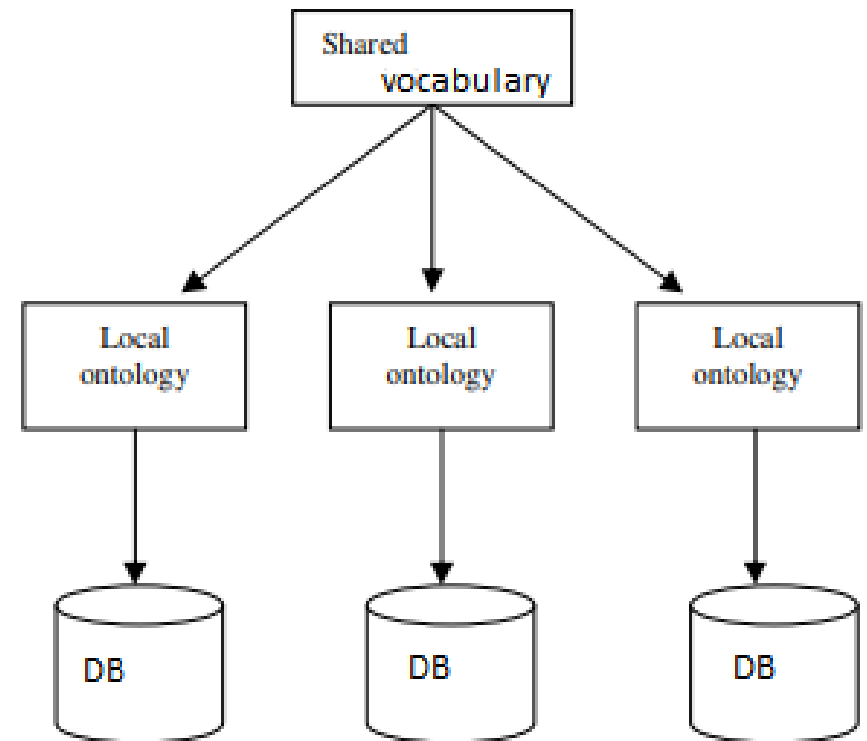 Shared
vocabulary
Local
ontology
Local
ontology
Local
ontology
DB
DB
DB